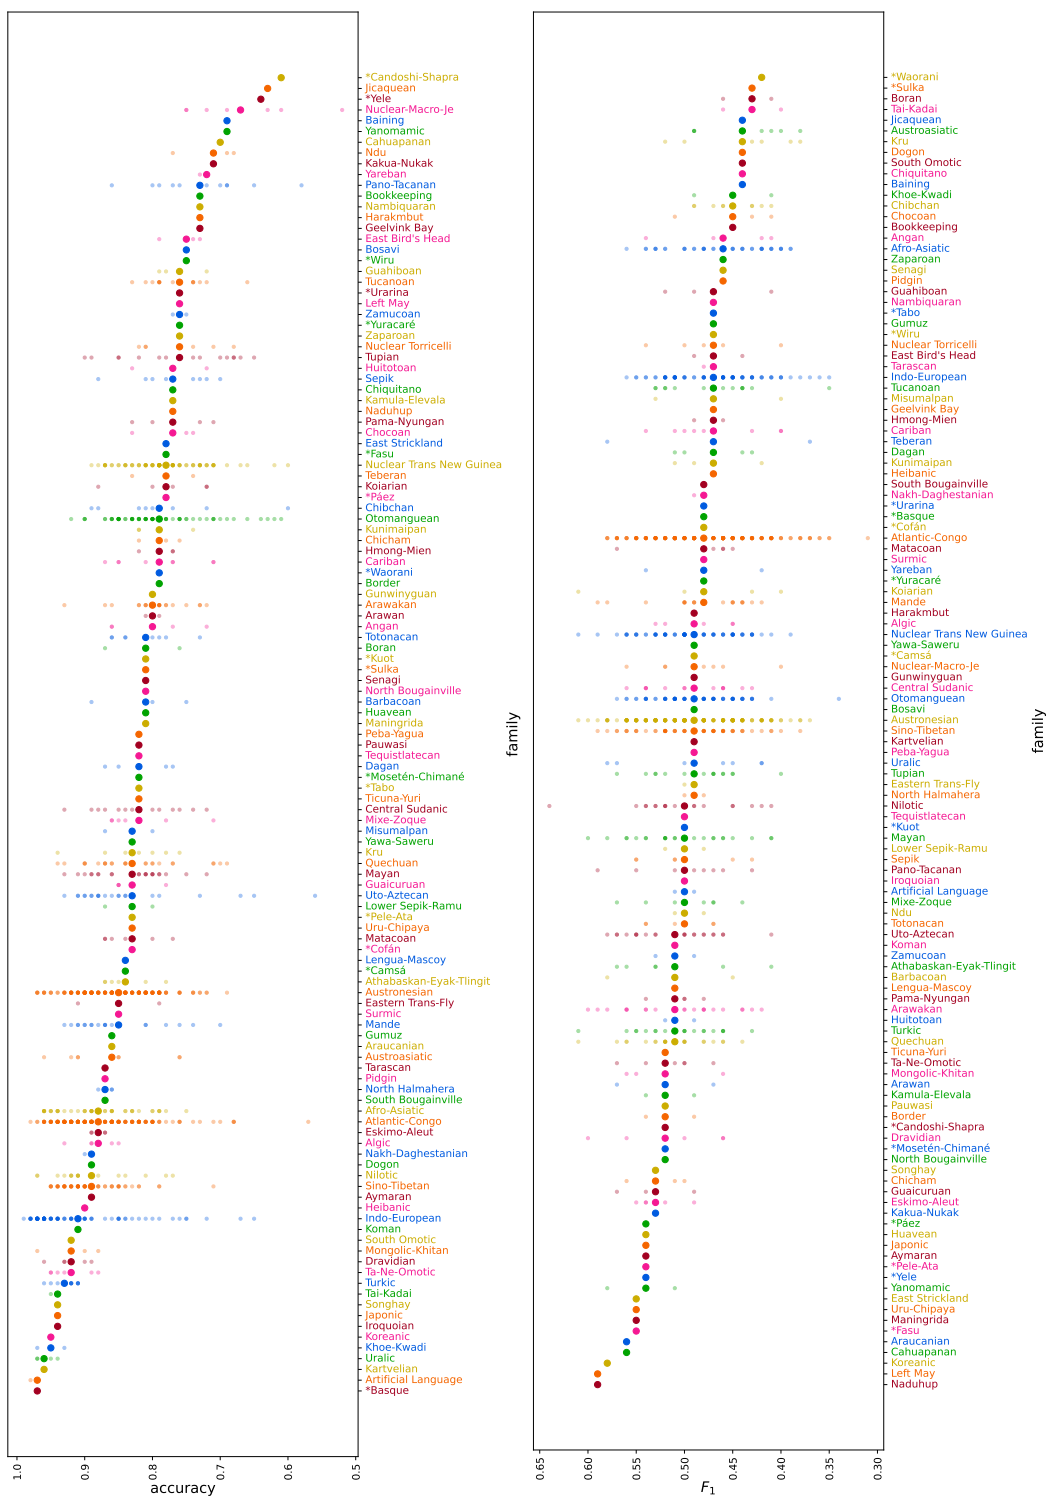 *Candoshi-Shapra
Jicaquean
*Yele
Nuclear-Macro-Je
Baining
Yanomamic
Cahuapanan
Ndu
Kakua-Nukak
Yareban
Pano-Tacanan
Bookkeeping
Nambiquaran
Harakmbut
Geelvink Bay
East Bird's Head
Bosavi
*Wiru
Guahiboan
Tucanoan
*Urarina
Left May
Zamucoan
*Yuracaré
Zaparoan
Nuclear Torricelli
Tupian
Huitotoan
Sepik
Chiquitano
Kamula-Elevala
Naduhup
Pama-Nyungan
Chocoan
East Strickland
*Fasu
Nuclear Trans New Guinea
Teberan
Koiarian
*Páez
Chibchan
Otomanguean
Kunimaipan
Chicham
Hmong-Mien
Cariban
*Waorani
Border
Gunwinyguan
Arawakan
Arawan
Angan
Totonacan
Boran
*Kuot
*Sulka
Senagi
North Bougainville
Barbacoan
Huavean
Maningrida
Peba-Yagua
Pauwasi
Tequistlatecan
Dagan
*Mosetén-Chimané
*Tabo
Ticuna-Yuri
Central Sudanic
Mixe-Zoque
Misumalpan
Yawa-Saweru
Kru
Quechuan
Mayan
Guaicuruan
Uto-Aztecan
Lower Sepik-Ramu
*Pele-Ata
Uru-Chipaya
Matacoan
*Cofán
Lengua-Mascoy
*Camsá
Athabaskan-Eyak-Tlingit
Austronesian
Eastern Trans-Fly
Surmic
Mande
Gumuz
Araucanian
Austroasiatic
Tarascan
Pidgin
North Halmahera
South Bougainville
Afro-Asiatic
Atlantic-Congo
Eskimo-Aleut
Algic
Nakh-Daghestanian
Dogon
Nilotic
Sino-Tibetan
Aymaran
Heibanic
Indo-European
Koman
South Omotic
Mongolic-Khitan
Dravidian
Ta-Ne-Omotic
Turkic
Tai-Kadai
Songhay
Japonic
Iroquoian
Koreanic
Khoe-Kwadi
Uralic
Kartvelian
Artificial Language
*Basque
family
1.0
0.9
0.8
0.7
0.6
0.5
accuracy
*Waorani
*Sulka
Boran
Tai-Kadai
Jicaquean
Austroasiatic
Kru
Dogon
South Omotic
Chiquitano
Baining
Khoe-Kwadi
Chibchan
Chocoan
Bookkeeping
Angan
Afro-Asiatic
Zaparoan
Senagi
Pidgin
Guahiboan
Nambiquaran
*Tabo
Gumuz
*Wiru
Nuclear Torricelli
East Bird's Head
Tarascan
Indo-European
Tucanoan
Misumalpan
Geelvink Bay
Hmong-Mien
Cariban
Teberan
Dagan
Kunimaipan
Heibanic
South Bougainville
Nakh-Daghestanian
*Urarina
*Basque
*Cofán
Atlantic-Congo
Matacoan
Surmic
Yareban
*Yuracaré
Koiarian
Mande
Harakmbut
Algic
Nuclear Trans New Guinea
Yawa-Saweru
*Camsá
Nuclear-Macro-Je
Gunwinyguan
Central Sudanic
Otomanguean
Bosavi
Austronesian
Sino-Tibetan
Kartvelian
Peba-Yagua
Uralic
Tupian
Eastern Trans-Fly
North Halmahera
Nilotic
Tequistlatecan
*Kuot
Mayan
Lower Sepik-Ramu
Sepik
Pano-Tacanan
Iroquoian
Artificial Language
Mixe-Zoque
Ndu
Totonacan
Uto-Aztecan
Koman
Zamucoan
Athabaskan-Eyak-Tlingit
Barbacoan
Lengua-Mascoy
Pama-Nyungan
Arawakan
Huitotoan
Turkic
Quechuan
Ticuna-Yuri
Ta-Ne-Omotic
Mongolic-Khitan
Arawan
Kamula-Elevala
Pauwasi
Border
*Candoshi-Shapra
Dravidian
*Mosetén-Chimané
North Bougainville
Songhay
Chicham
Guaicuruan
Eskimo-Aleut
Kakua-Nukak
*Páez
Huavean
Japonic
Aymaran
*Pele-Ata
*Yele
Yanomamic
East Strickland
Uru-Chipaya
Maningrida
*Fasu
Araucanian
Cahuapanan
Koreanic
Left May
Naduhup
family
0.65
0.60
0.55
0.50
0.45
0.40
0.35
0.30
F1